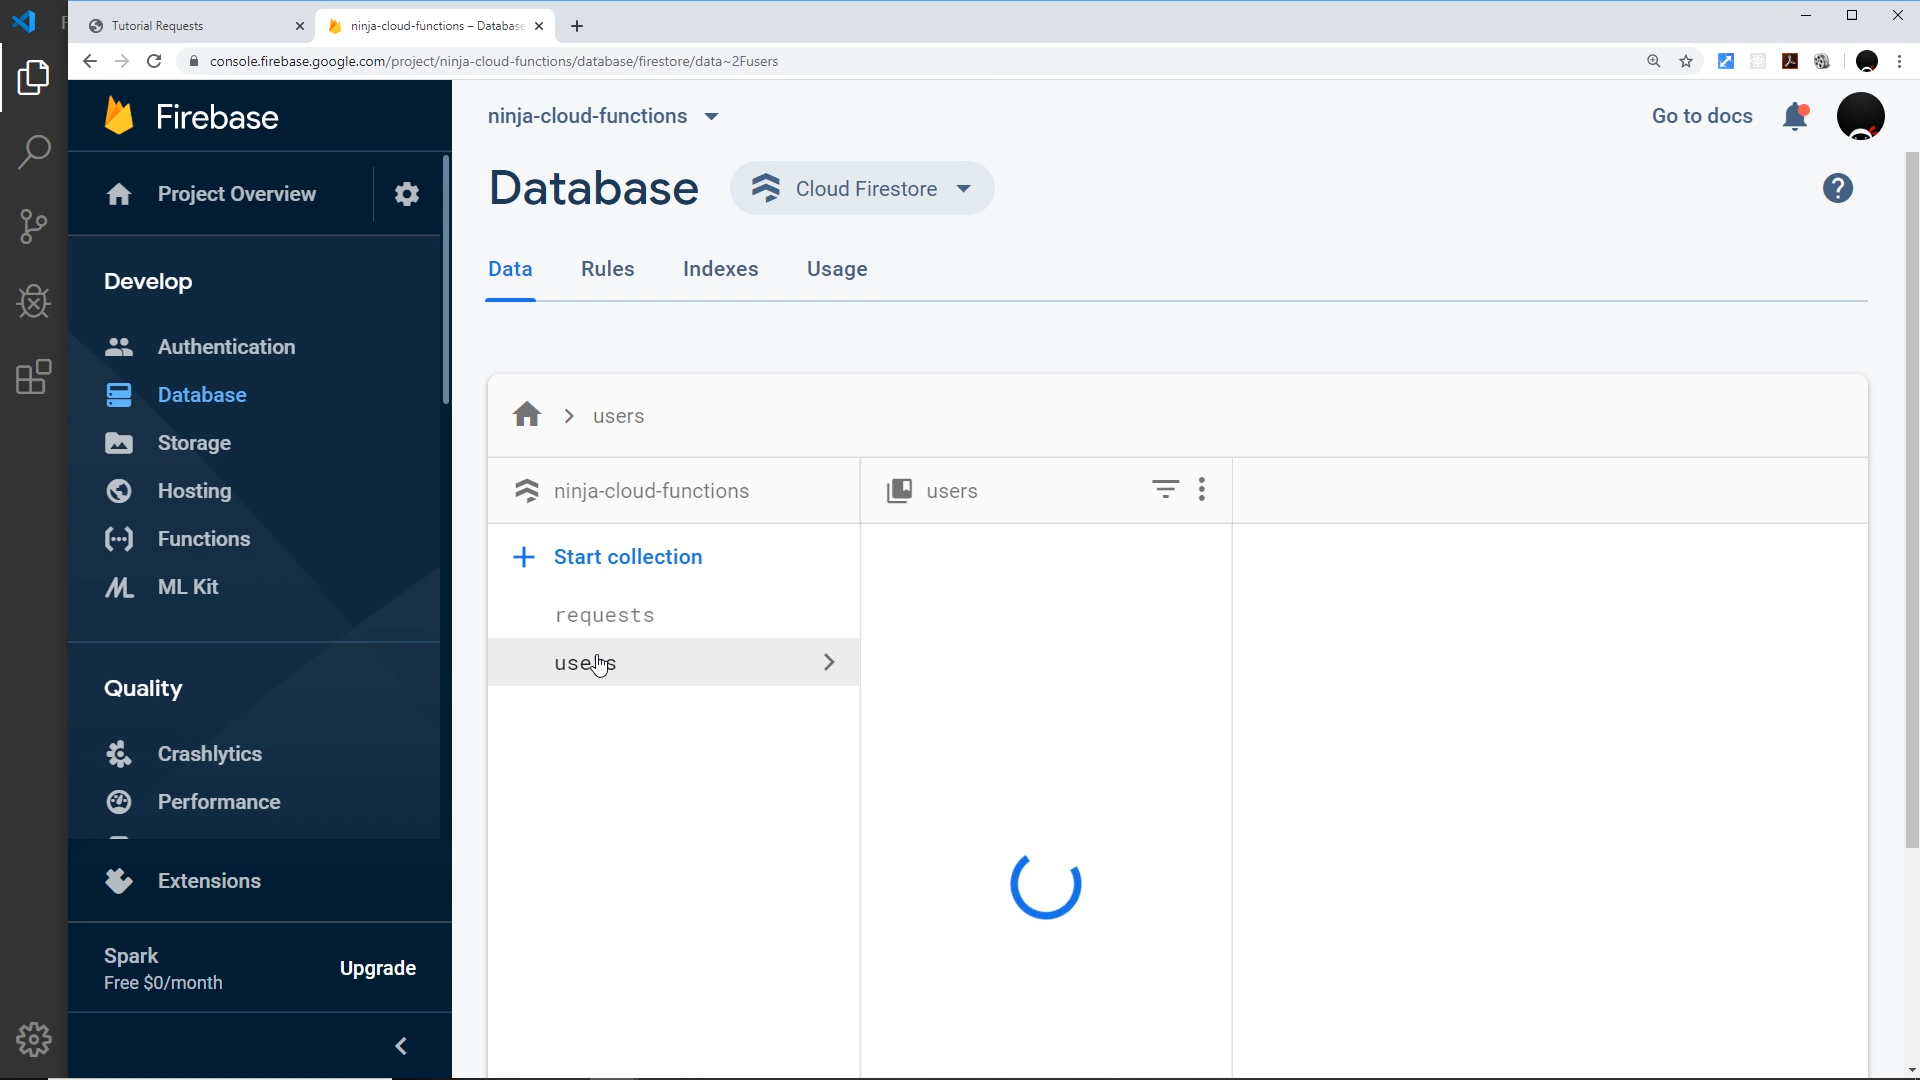 Tutorial Requests
ninja-cloud-functions – Database
console.firebase.google.com/project/ninja-cloud-functions/database/firestore/data~2Fusers
Firebase
ninja-cloud-functions
Go to docs
Project Overview
Database
Cloud Firestore
Data
Rules
Indexes
Usage
Develop
Authentication
Database
Storage
Hosting
Functions
ML Kit
Quality
Crashlytics
Performance
Extensions
Spark
Free $0/month
Upgrade
users
ninja-cloud-functions
users
Start collection
requests
users